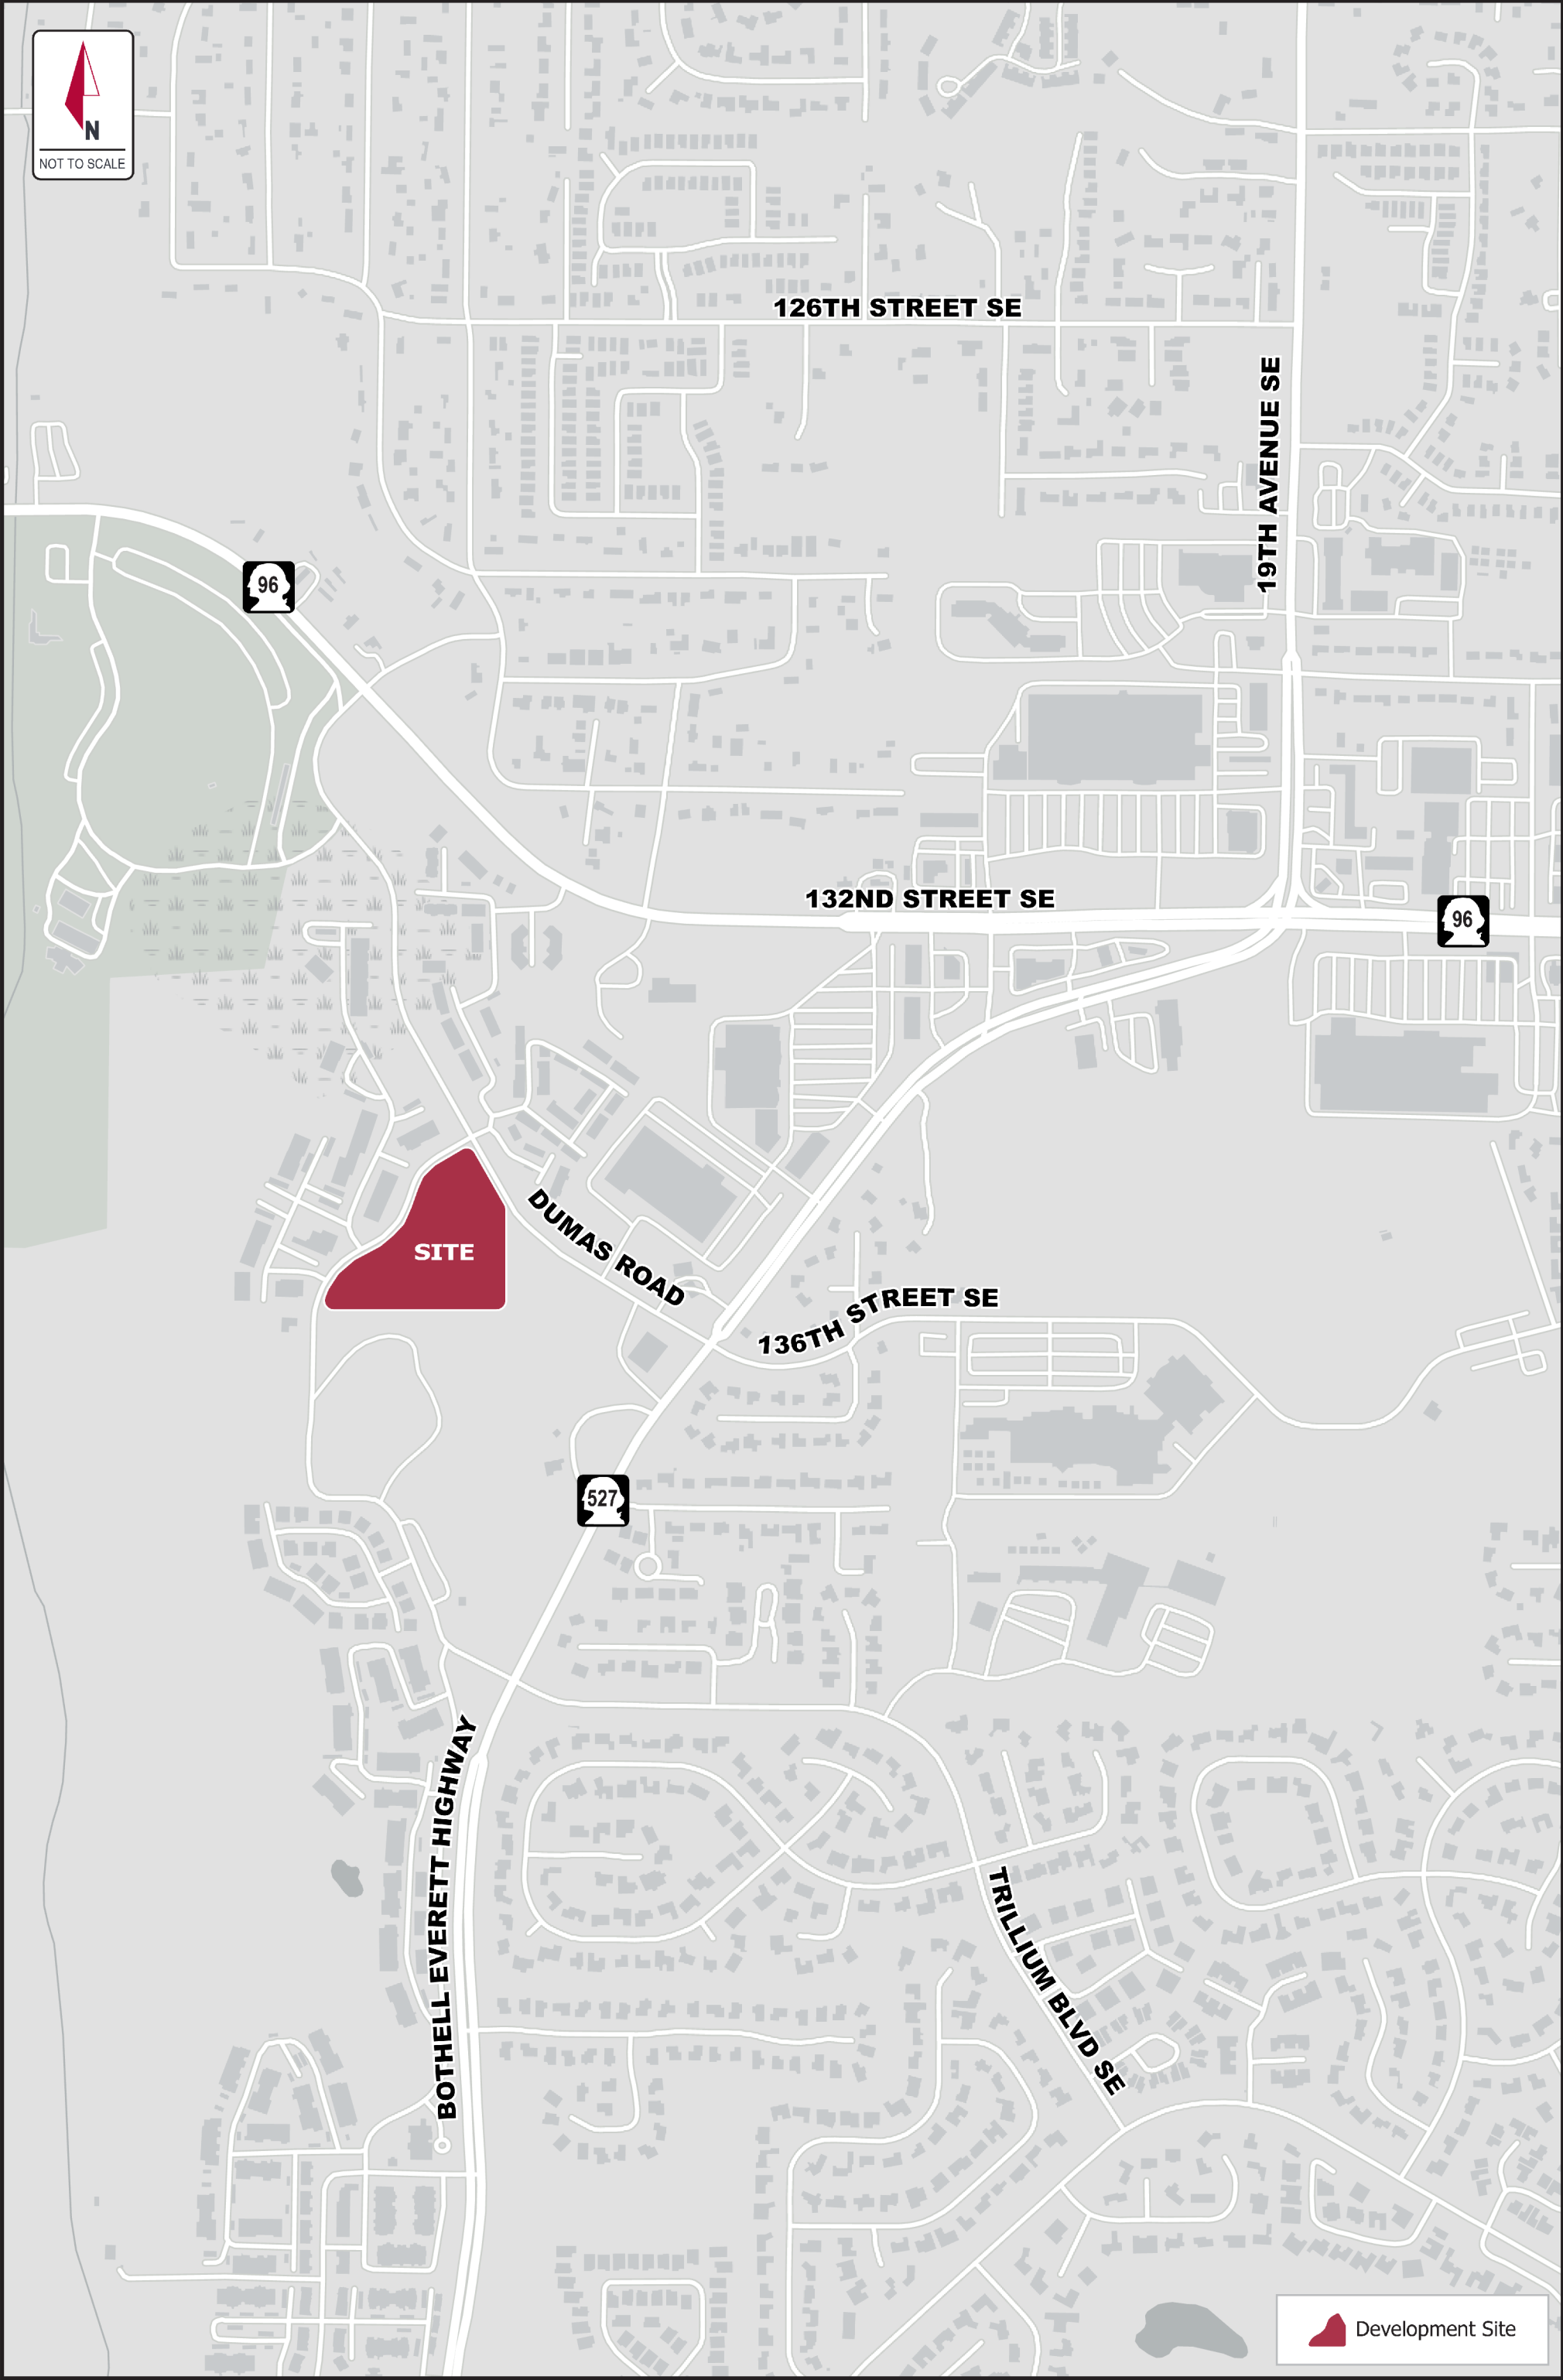 N
NOT TO SCALE
126TH STREET SE
19TH AVENUE SE
96
132ND STREET SE
96
SITE
DUMAS ROAD
136TH STREET SE
527
BOTHELL EVERETT HIGHWAY
TRILLIUM BLVD SE
Development Site